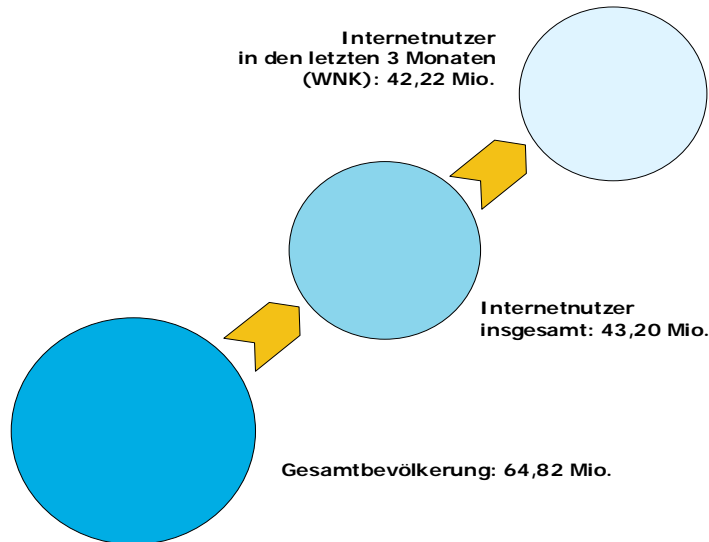 Internetnutzer
in den letzten 3 Monaten
(WNK): 42,22 Mio.
Internetnutzer
insgesamt: 43,20 Mio.
Gesamtbevölkerung: 64,82 Mio.